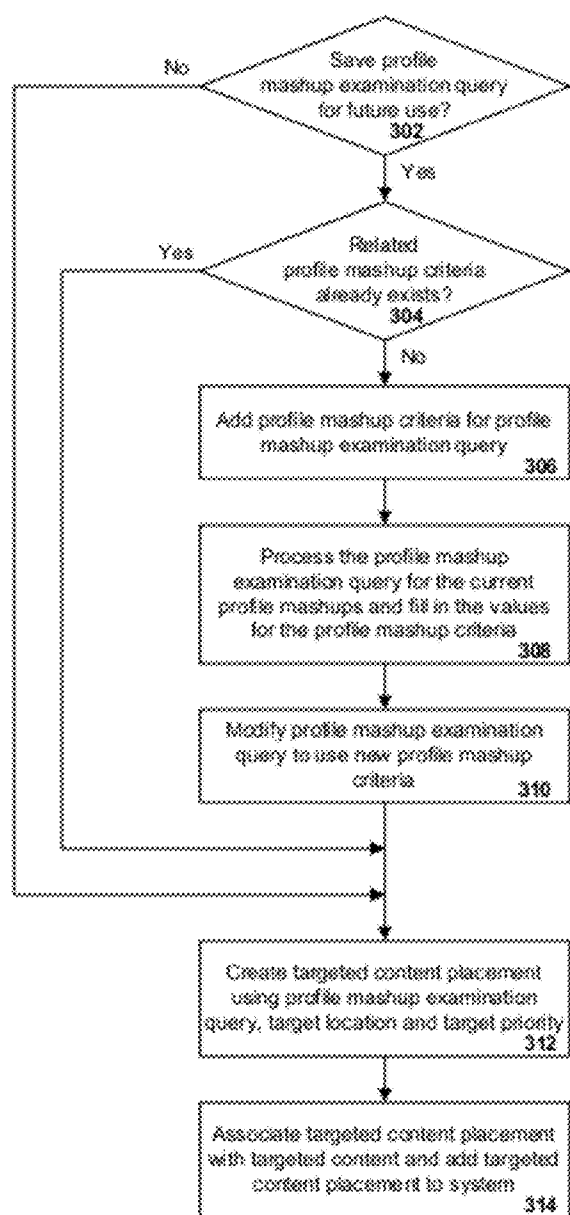 Save profile
mashup examination query
for future use?
302
No
Yes
Related
profile mashup criteria
already exists?
304
Yes
No
Add profile mashup criteria for profile
mashup examination query
306
Process the profile mashup
examination query for the current
profile mashups and fill in the values
for the profile mashup criteria
308
Modify profile mashup examination
query to use new profile mashup
criteria
310
Create targeted content placement
using profile mashup examination
query, target location and target priority
312
Associate targeted content placement
with targeted content and add targeted
content placement to system
314